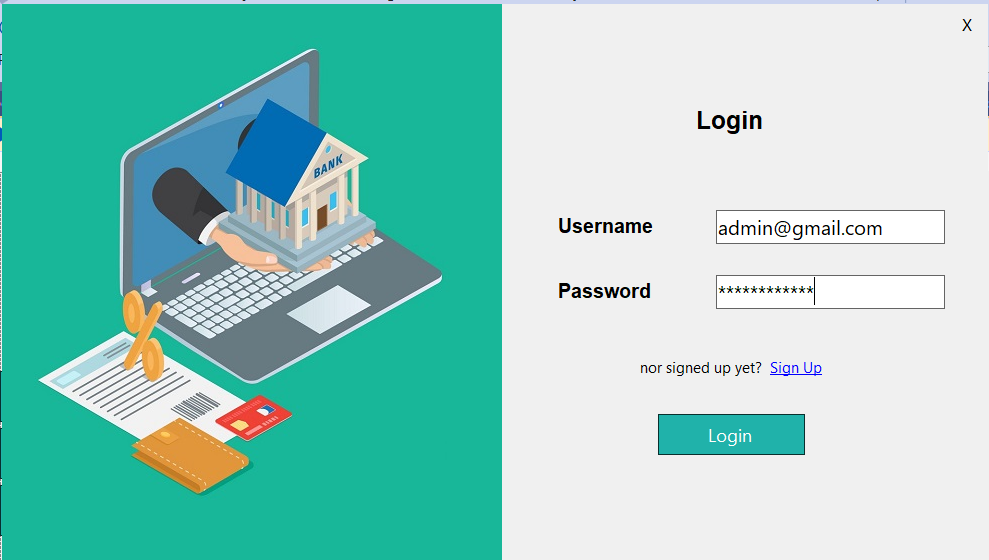 X
Login
BANK
Username
admin@gmail.com
Password
************
nor signed up yet? Sign Up
Login